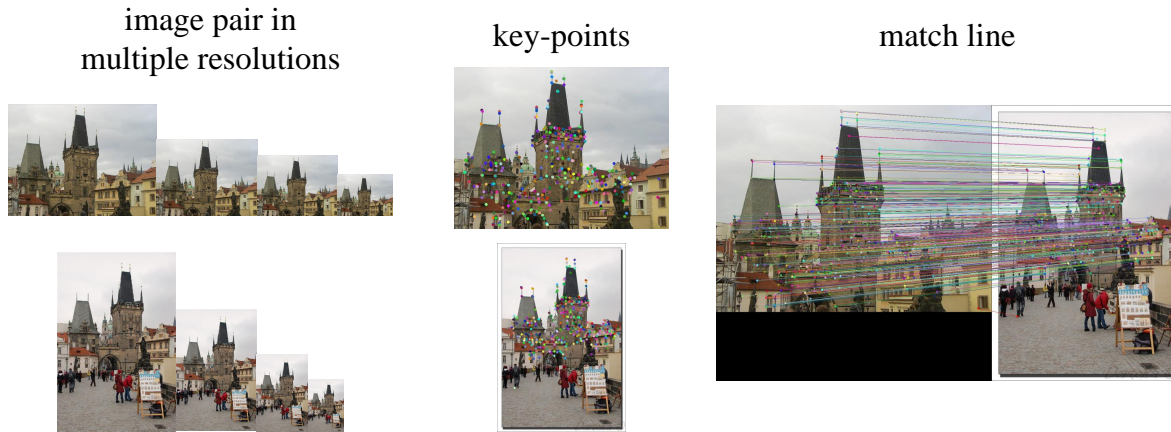 image pair in
multiple resolutions
key-points
match line